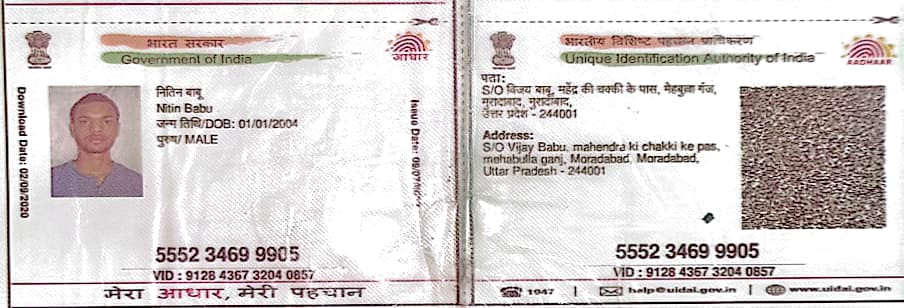 भारत सरकार
Government of India
आधार
Download Date: 02/09/2020
नितिन बाबू
Nitin Babu
जन्म तिथि/DOB: 01/01/2004
पुरुष/ MALE
Issue Date:
5552 3469 9905
VID : 9128 4367 3204 0857
मेरा आधार, मेरी पहचान
भारतीय विशिष्ट पहचान प्राधिकरण
Unique Identification Authority of India
AADHAAR
पता:
S/O विजय बाबू, महेंद्र की चक्की के पास, मेहबुल्ला गंज,
मुरादाबाद, मुरादाबाद,
उत्तर प्रदेश - 244001
Address:
S/O Vijay Babu, mahendra ki chakki ke pas,
mehabulla ganj, Moradabad, Moradabad,
Uttar Pradesh - 244001
5552 3469 9905
VID : 9128 4367 3204 0857
1947 | help@uidai.gov.in | www.uidai.gov.in